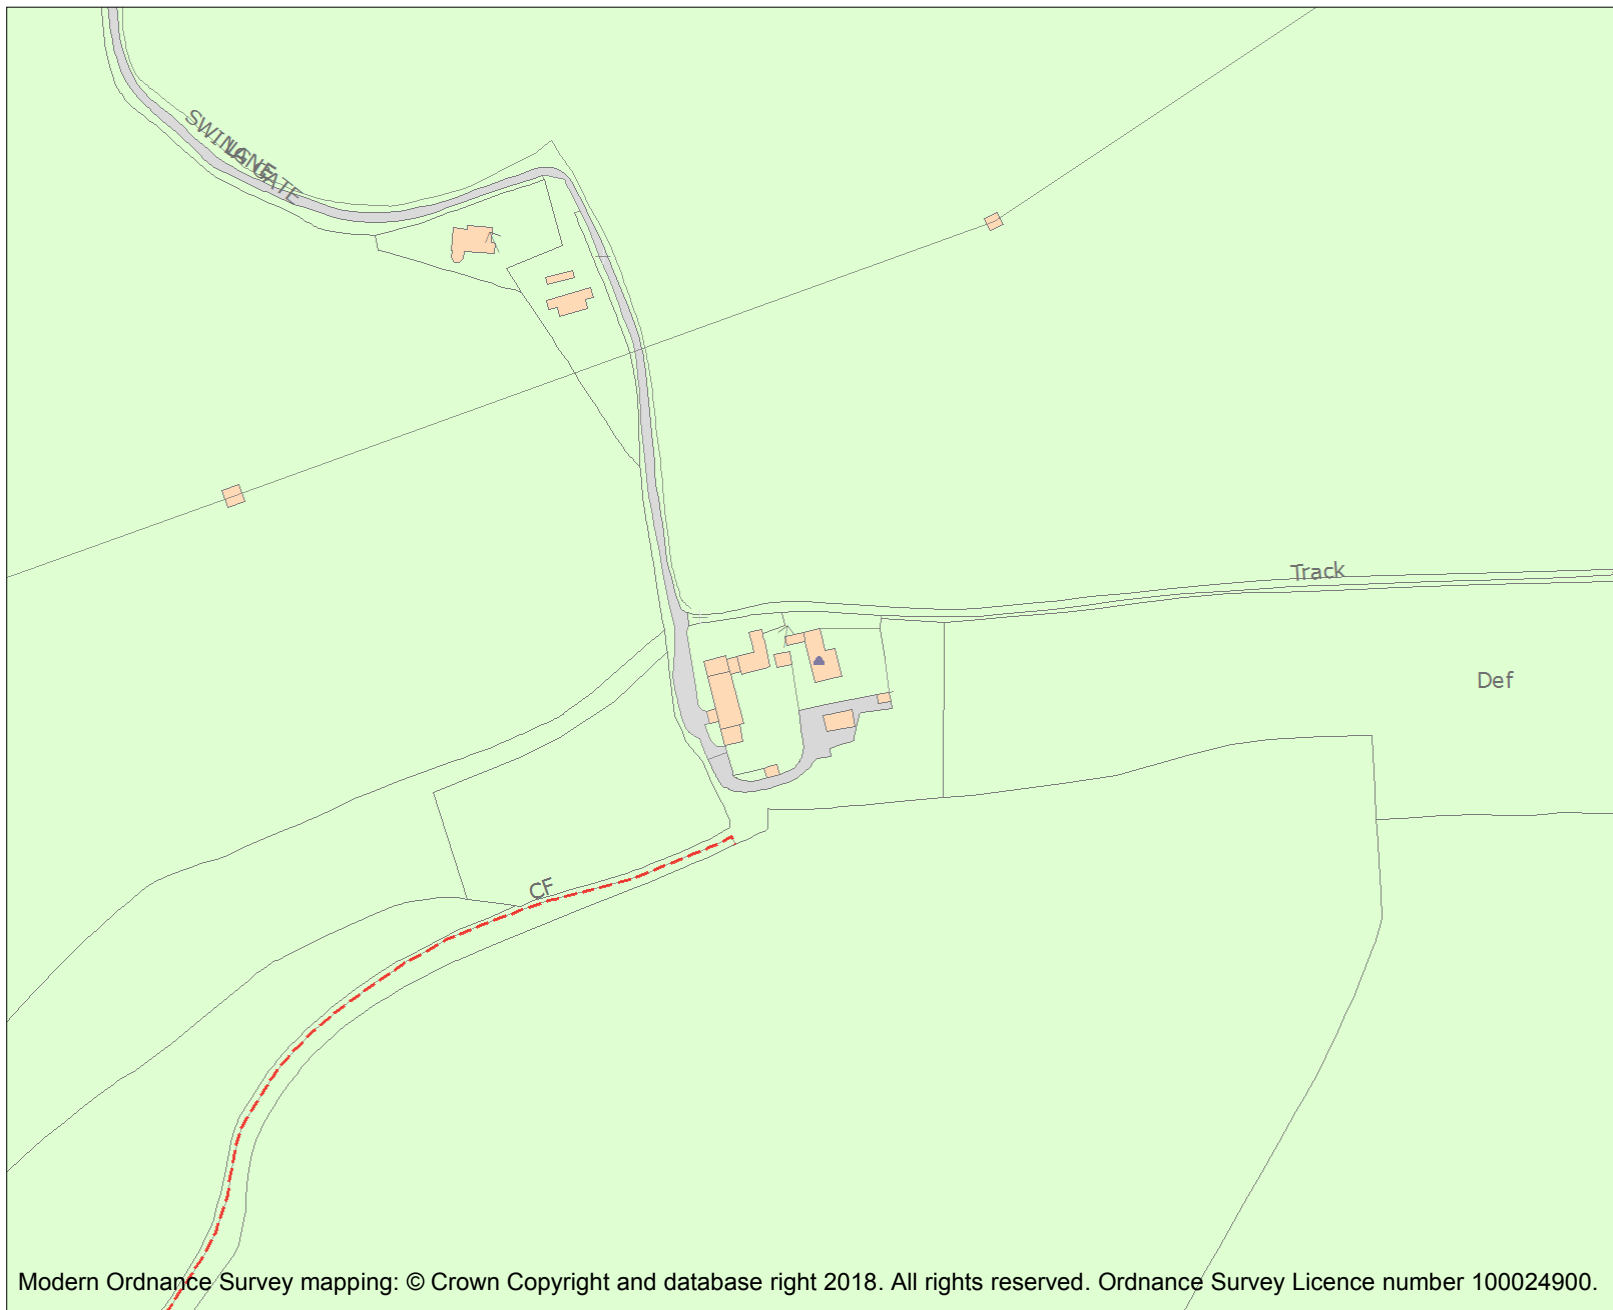 SWINGATE
LANE
Track
Def
CF
Modern Ordnance Survey mapping: © Crown Copyright and database right 2018. All rights reserved. Ordnance Survey Licence number 100024900.